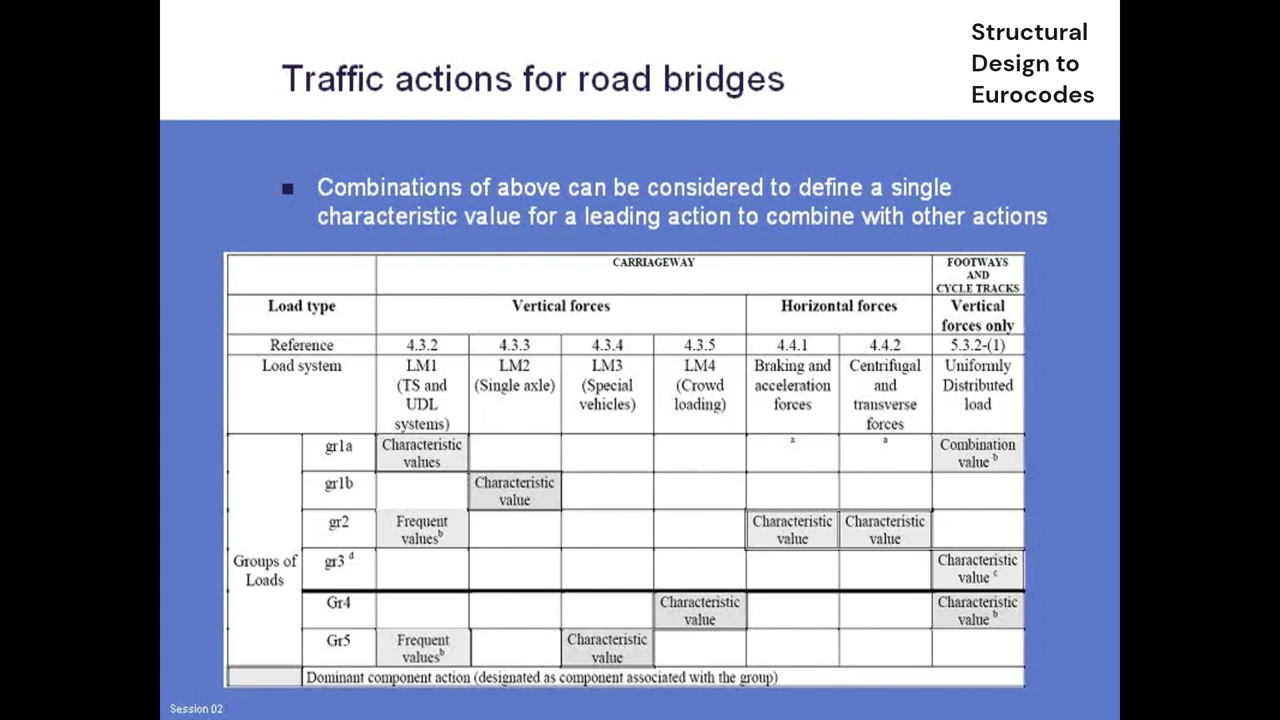 Structural
Design to
Eurocodes
Traffic actions for road bridges
Combinations of above can be considered to define a single
characteristic value for a leading action to combine with other actions
CARRIAGEWAY
FOOTWAYS
AND
CYCLE TRACKS
Load type
Vertical forces
Horizontal forces
Vertical
forces only
Reference 4.3.2 4.3.3 4.3.4 4.3.5 4.4.1 4.4.2 5.3.2-(1)
Load system
LM1
(TS and
UDL
systems)
LM2
(Single axle)
LM3
(Special
vehicles)
LM4
(Crowd
loading)
Braking and
acceleration
forces
Centrifugal
and
transverse
forces
Uniformly
Distributed
load
Groups of
Loads
gr1a
Characteristic
values
a
a
Combination
value b
gr1b
Characteristic
value
gr2
Frequent
values b
Characteristic
value
Characteristic
value
gr3 d
Characteristic
value c
Gr4
Characteristic
value
Characteristic
value b
Gr5
Frequent
values b
Characteristic
value
Dominant component action (designated as component associated with the group)
Session 02